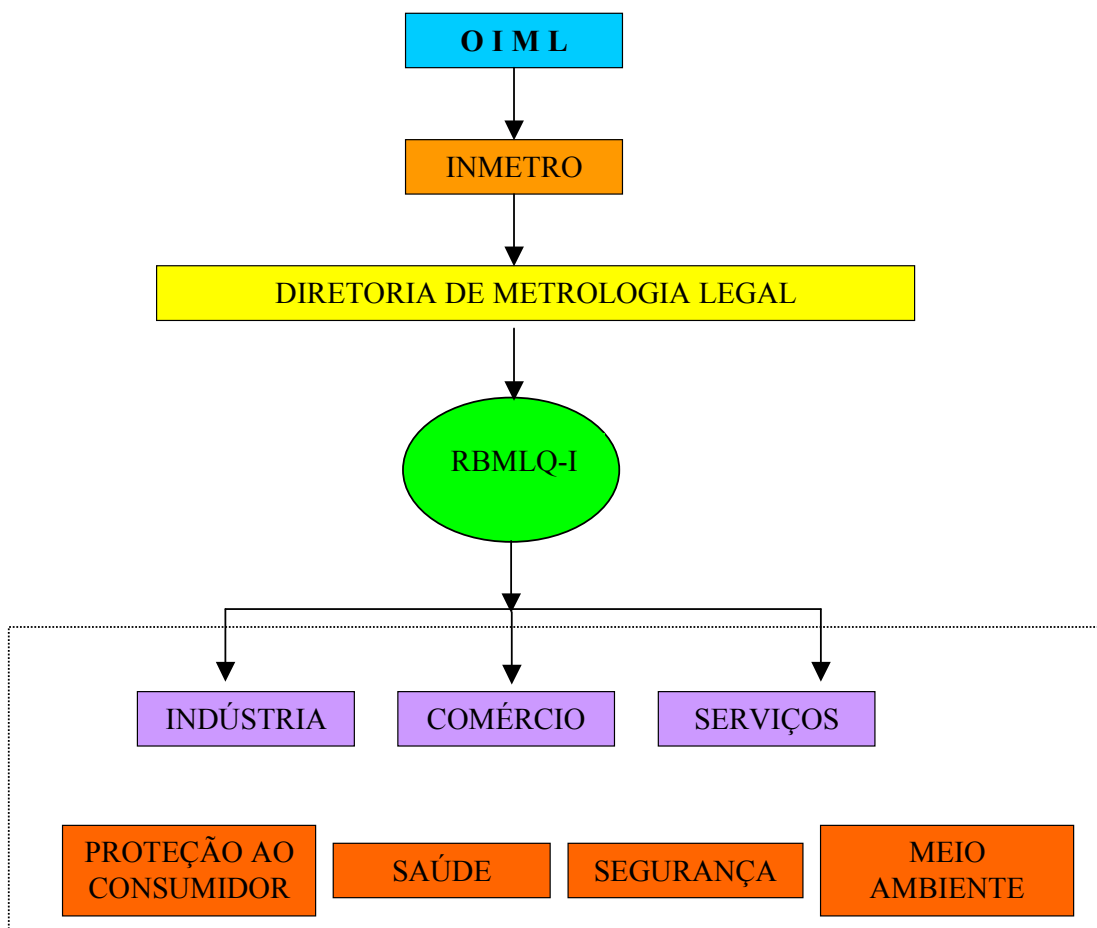 O I M L
INMETRO
DIRETORIA DE METROLOGIA LEGAL
RBMLQ-I
INDÚSTRIA
COMÉRCIO
SERVIÇOS
PROTEÇÃO AO
CONSUMIDOR
SAÚDE
SEGURANÇA
MEIO
AMBIENTE